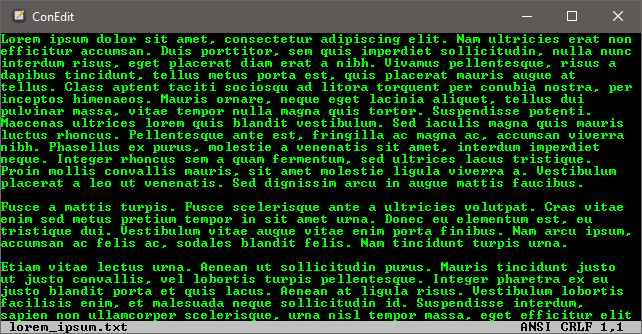 ConEdit
Lorem ipsum dolor sit amet, consectetur adipiscing elit. Nam ultricies erat non
efficitur accumsan. Duis porttitor, sem quis imperdiet sollicitudin, nulla nunc
interdum risus, eget placerat diam erat a nibh. Vivamus pellentesque, risus a
dapibus tincidunt, tellus metus porta est, quis placerat mauris augue at
tellus. Class aptent taciti sociosqu ad litora torquent per conubia nostra, per
inceptos himenaeos. Mauris ornare, neque eget lacinia aliquet, tellus dui
pulvinar massa, vitae tempor nulla magna quis tortor. Suspendisse potenti.
Maecenas ultrices lorem quis blandit vestibulum. Sed iaculis magna quis mauris
luctus rhoncus. Pellentesque ante est, fringilla ac magna ac, accumsan viverra
nibh. Phasellus ex purus, molestie a venenatis sit amet, interdum imperdiet
neque. Integer rhoncus sem a quam fermentum, sed ultrices lacus tristique.
Proin mollis convallis mauris, sit amet molestie ligula viverra a. Vestibulum
placerat a leo ut venenatis. Sed dignissim arcu in augue mattis faucibus.
Fusce a mattis turpis. Fusce scelerisque ante a ultricies volutpat. Cras vitae
enim sed metus pretium tempor in sit amet urna. Donec eu elementum est, eu
tristique dui. Vestibulum vitae augue vitae enim porta finibus. Nam arcu ipsum,
accumsan ac felis ac, sodales blandit felis. Nam tincidunt turpis urna.
Etiam vitae lectus urna. Aenean ut sollicitudin purus. Mauris tincidunt justo
ut justo convallis, vel lobortis turpis pellentesque. Integer pharetra ex eu
justo blandit porta et quis lacus. Aenean at ligula risus. Vestibulum lobortis
facilisis enim, et malesuada neque sollicitudin id. Suspendisse interdum,
sapien non ullamcorper scelerisque, urna nisl tempor massa, eget efficitur elit
lorem_ipsum.txt ANSI CRLF 1,1